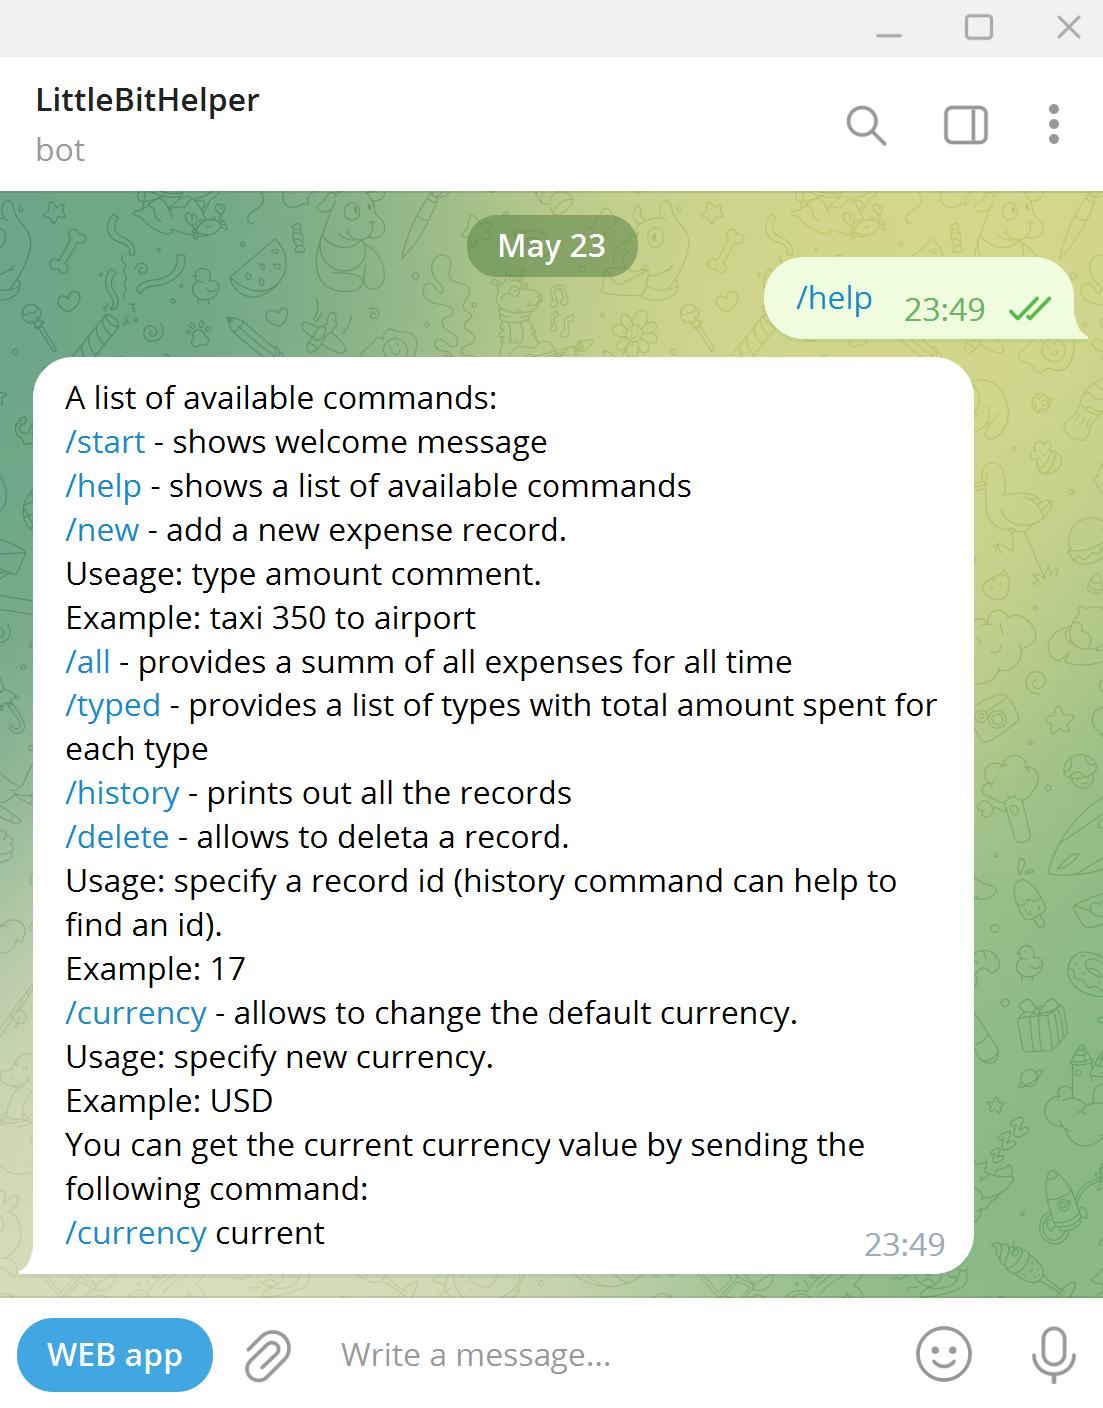 LittleBitHelper
bot
May 23
/help 23:49
A list of available commands:
/start - shows welcome message
/help - shows a list of available commands
/new - add a new expense record.
Useage: type amount comment.
Example: taxi 350 to airport
/all - provides a summ of all expenses for all time
/typed - provides a list of types with total amount spent for
each type
/history - prints out all the records
/delete - allows to deleta a record.
Usage: specify a record id (history command can help to
find an id).
Example: 17
/currency - allows to change the default currency.
Usage: specify new currency.
Example: USD
You can get the current currency value by sending the
following command:
/currency current
23:49
WEB app
Write a message...